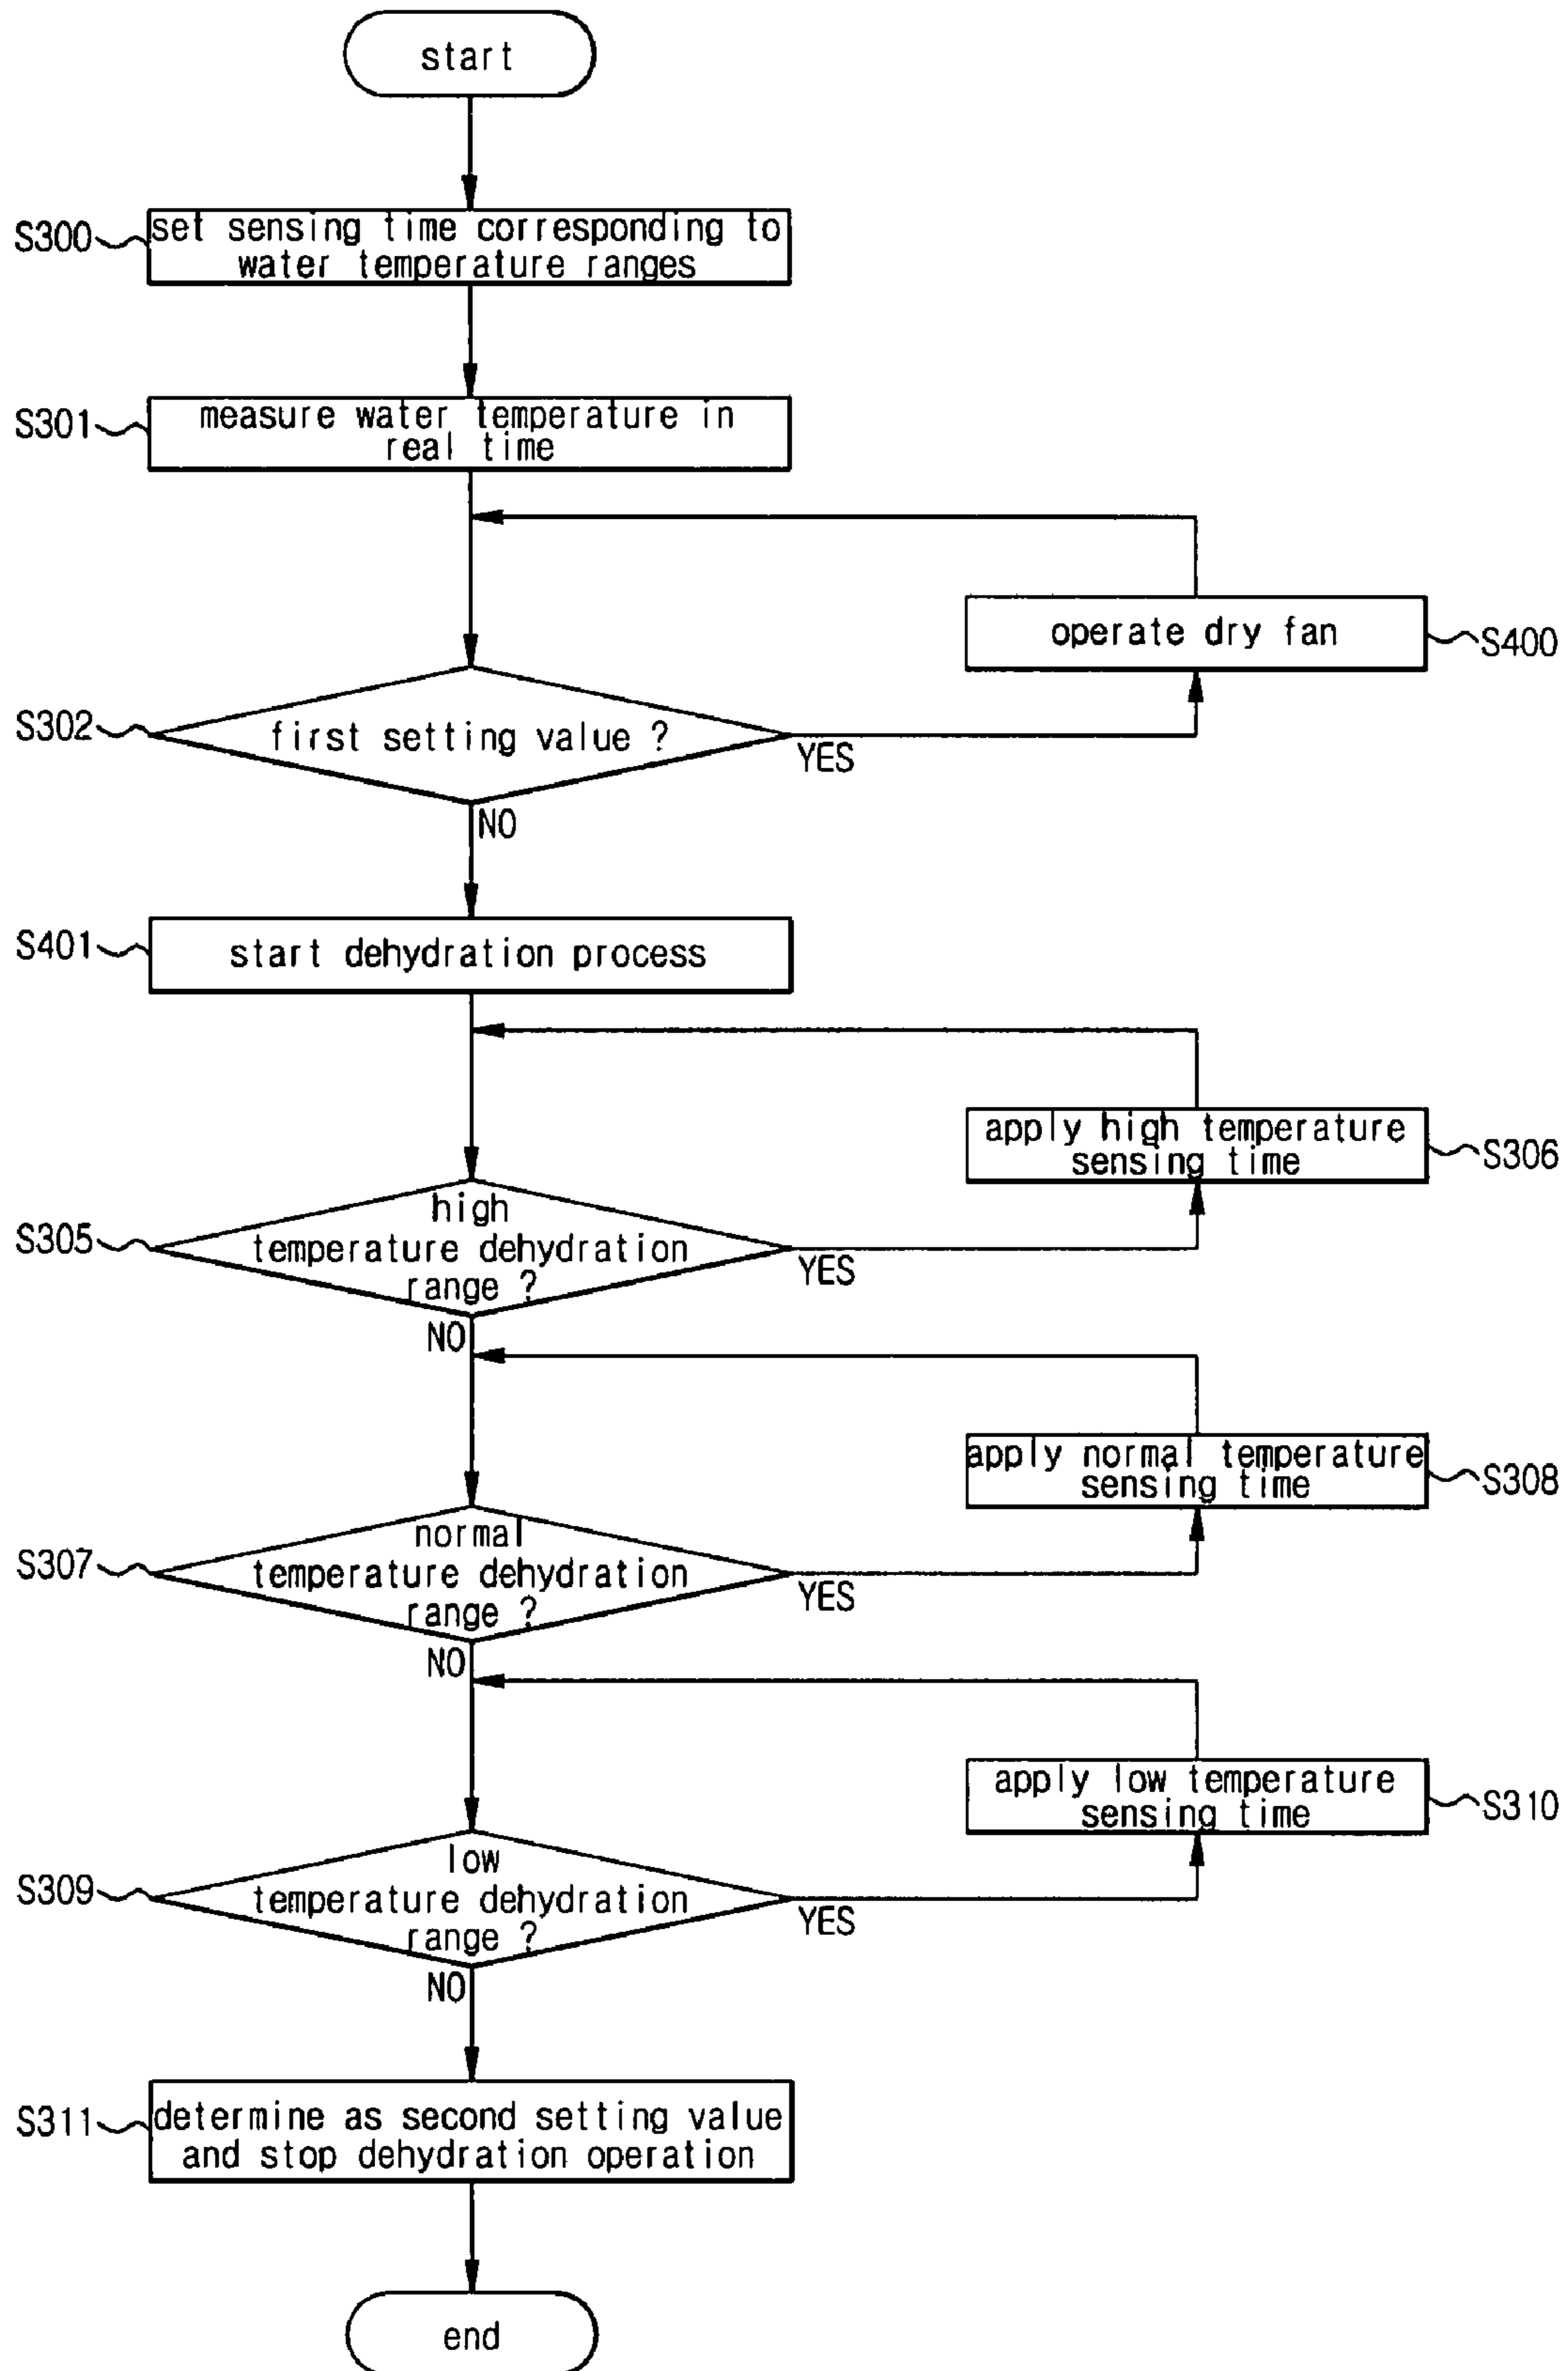 start
S300
set sensing time corresponding to
water temperature ranges
S301
measure water temperature in
real time
operate dry fan
S400
S302
first setting value ?
YES
NO
S401
start dehydration process
apply high temperature
sensing time
S306
S305
high
temperature dehydration
range ?
YES
NO
apply normal temperature
sensing time
S308
S307
normal
temperature dehydration
range ?
YES
NO
apply low temperature
sensing time
S310
S309
low
temperature dehydration
range ?
YES
NO
S311
determine as second setting value
and stop dehydration operation
end